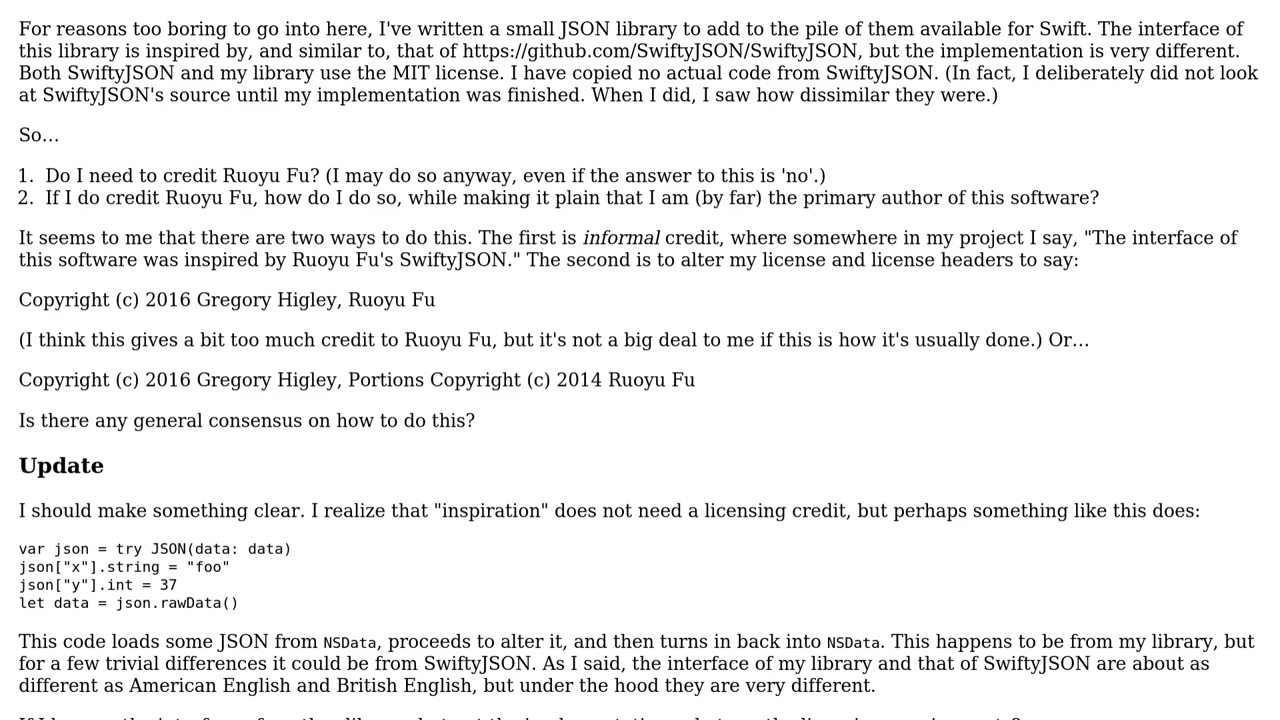 For reasons too boring to go into here, I've written a small JSON library to add to the pile of them available for Swift. The interface of
this library is inspired by, and similar to, that of https://github.com/SwiftyJSON/SwiftyJSON, but the implementation is very different.
Both SwiftyJSON and my library use the MIT license. I have copied no actual code from SwiftyJSON. (In fact, I deliberately did not look
at SwiftyJSON's source until my implementation was finished. When I did, I saw how dissimilar they were.)
So…
1. Do I need to credit Ruoyu Fu? (I may do so anyway, even if the answer to this is 'no'.)
2. If I do credit Ruoyu Fu, how do I do so, while making it plain that I am (by far) the primary author of this software?
It seems to me that there are two ways to do this. The first is informal credit, where somewhere in my project I say, "The interface of
this software was inspired by Ruoyu Fu's SwiftyJSON." The second is to alter my license and license headers to say:
Copyright (c) 2016 Gregory Higley, Ruoyu Fu
(I think this gives a bit too much credit to Ruoyu Fu, but it's not a big deal to me if this is how it's usually done.) Or…
Copyright (c) 2016 Gregory Higley, Portions Copyright (c) 2014 Ruoyu Fu
Is there any general consensus on how to do this?
Update
I should make something clear. I realize that "inspiration" does not need a licensing credit, but perhaps something like this does:
var json = try JSON(data: data)
json["x"].string = "foo"
json["y"].int = 37
let data = json.rawData()
This code loads some JSON from NSData, proceeds to alter it, and then turns in back into NSData. This happens to be from my library, but
for a few trivial differences it could be from SwiftyJSON. As I said, the interface of my library and that of SwiftyJSON are about as
different as American English and British English, but under the hood they are very different.